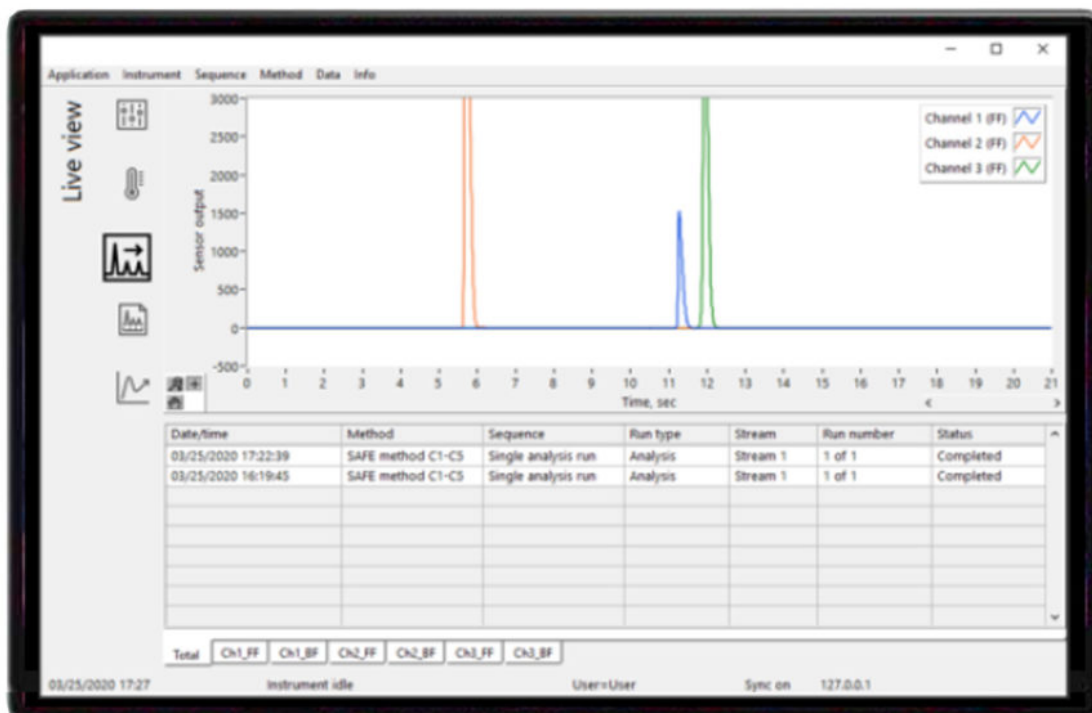 Application Instrument Sequence Method Data Info
Live view
3000
2500
2000
1500
1000
500
0
-500
Sensor output
Channel 1 (FF)
Channel 2 (FF)
Channel 3 (FF)
0 1 2 3 4 5 6 7 8 9 10 11 12 13 14 15 16 17 18 19 20 21
Time, sec
Date/time Method Sequence Run type Stream Run number Status
03/25/2020 17:22:39 SAFE method C1-C5 Single analysis run Analysis Stream 1 1 of 1 Completed
03/25/2020 16:19:45 SAFE method C1-C5 Single analysis run Analysis Stream 1 1 of 1 Completed
Total Ch1_FF Ch1_BF Ch2_FF Ch2_BF Ch3_FF Ch3_BF
03/25/2020 17:27 Instrument idle User=User Sync on 127.0.0.1